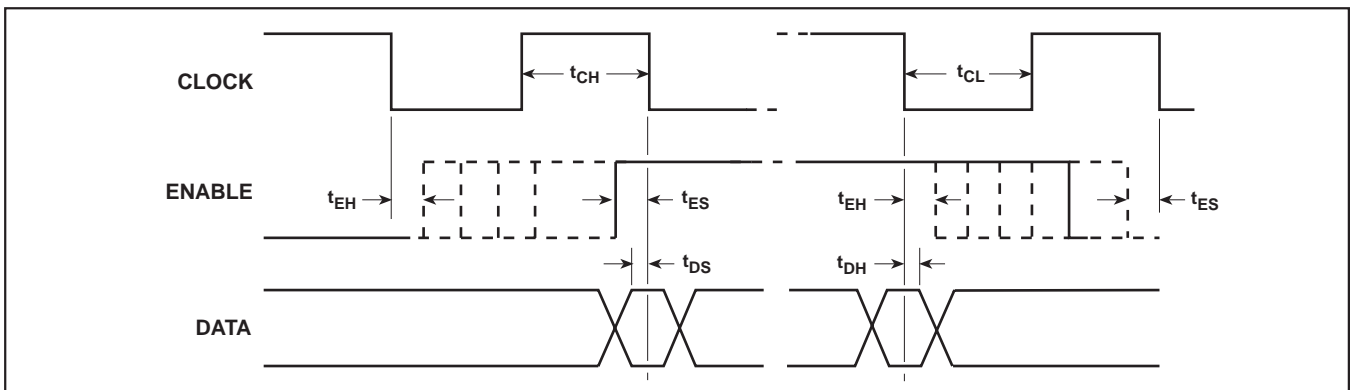 CLOCK
tCH
tCL
ENABLE
tEH
tES
tEH
tES
tDS
tDH
DATA